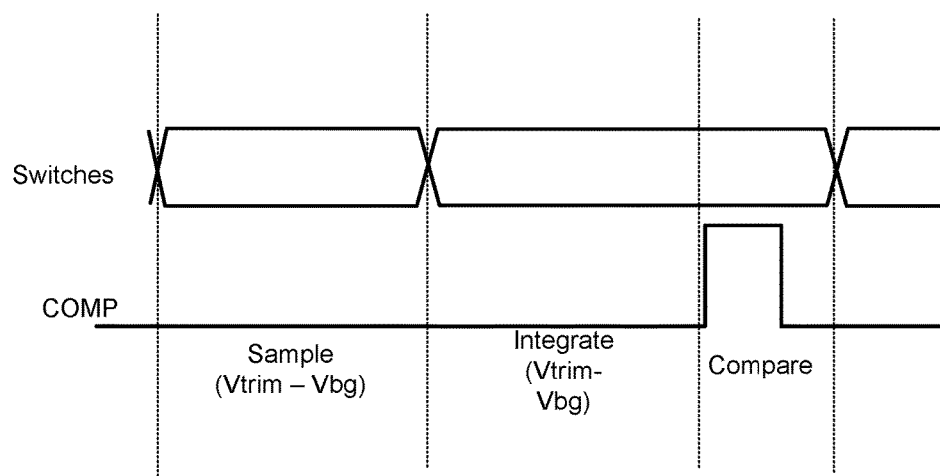 Switches
COMP
Sample
(Vtrim – Vbg)
Integrate
(Vtrim-
Vbg)
Compare